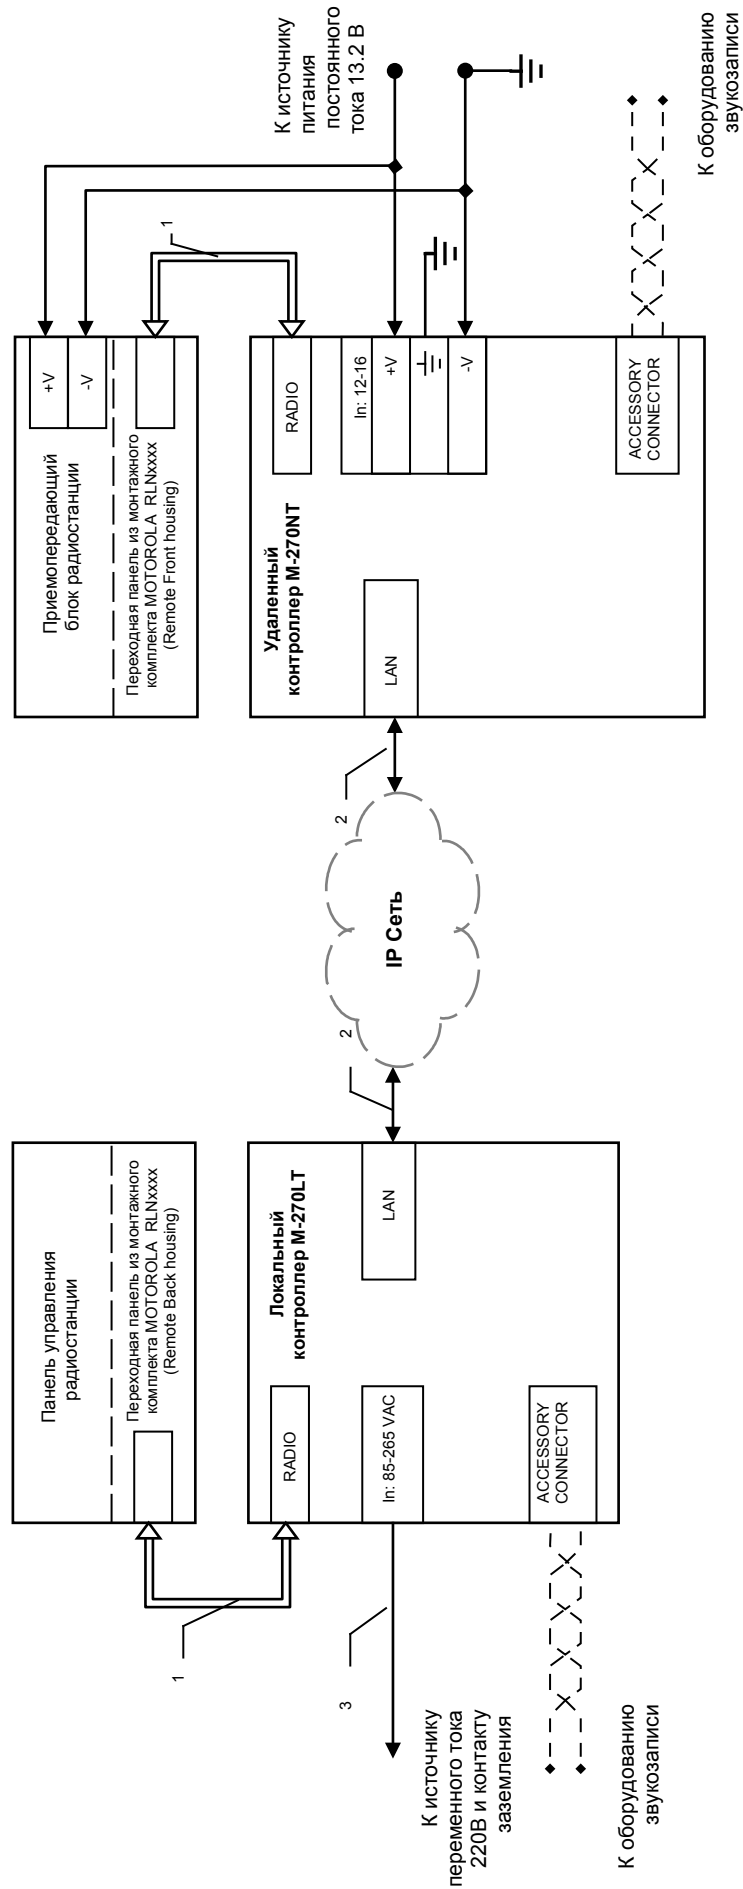 Панель управления
радиостанции
Переходная панель из монтажного
комплекта MOTOROLA RLNxxxx
(Remote Back housing)
1
Локальный
контроллер M-270LT
RADIO
In: 85-265 VAC
LAN
ACCESSORY
CONNECTOR
3
К источнику
переменного тока
220В и контакту
заземления
К оборудованию
звукозаписи
2
IP Сеть
2
Приемопередающий
блок радиостанции
+V
-V
Переходная панель из монтажного
комплекта MOTOROLA RLNxxxx
(Remote Front housing)
1
Удаленный
контроллер M-270NT
RADIO
In: 12-16
+V
-V
LAN
ACCESSORY
CONNECTOR
К источнику
питания
постоянного
тока 13.2 В
К оборудованию
звукозаписи